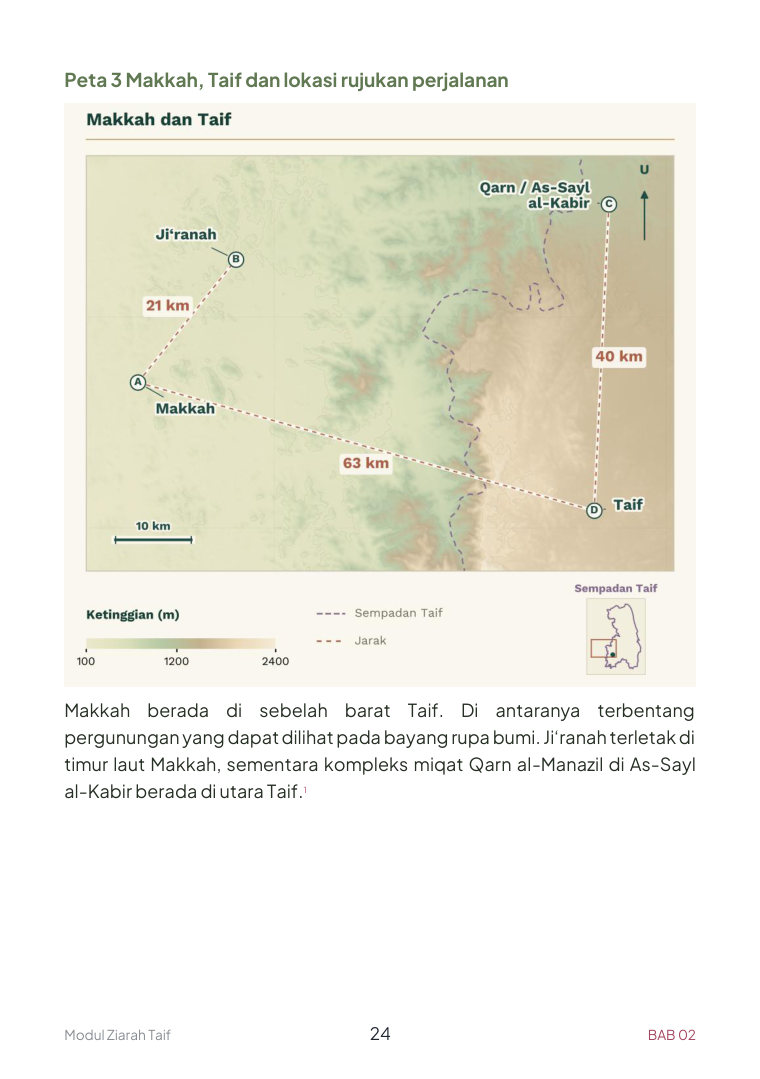 Peta 3 Makkah, Taif dan lokasi rujukan perjalanan
Makkah dan Taif
U
Qarn / As-Sayl
al-Kabir
C
Ji‘ranah
B
21 km
40 km
A
Makkah
63 km
D
Taif
10 km
Sempadan Taif
Ketinggian (m)
100
1200
2400
Sempadan Taif
Jarak
Makkah berada di sebelah barat Taif. Di antaranya terbentang
pergunungan yang dapat dilihat pada bayang rupa bumi. Ji‘ranah terletak di
timur laut Makkah, sementara kompleks miqat Qarn al-Manazil di As-Sayl
al-Kabir berada di utara Taif.¹
Modul Ziarah Taif
24
BAB 02